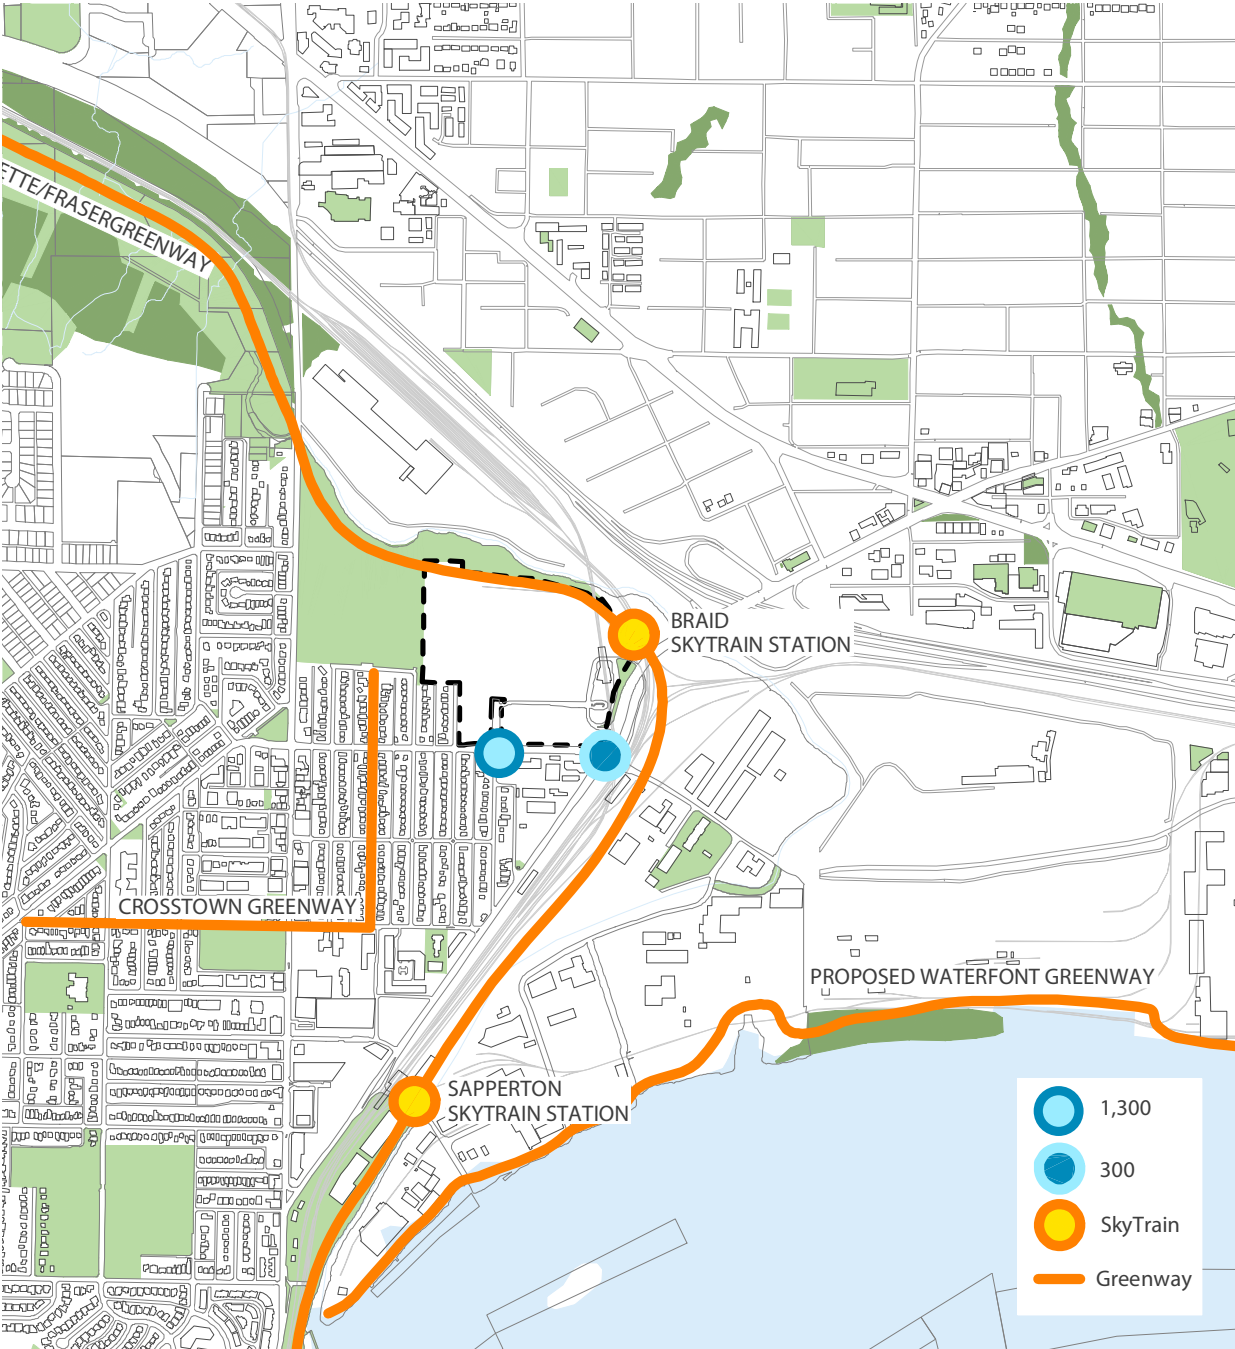 ETTE/FRASERGREENWAY
BRAID
SKYTRAIN STATION
CROSSTOWN GREENWAY
PROPOSED WATERFONT GREENWAY
SAPPERTON
SKYTRAIN STATION
1,300
300
SkyTrain
Greenway